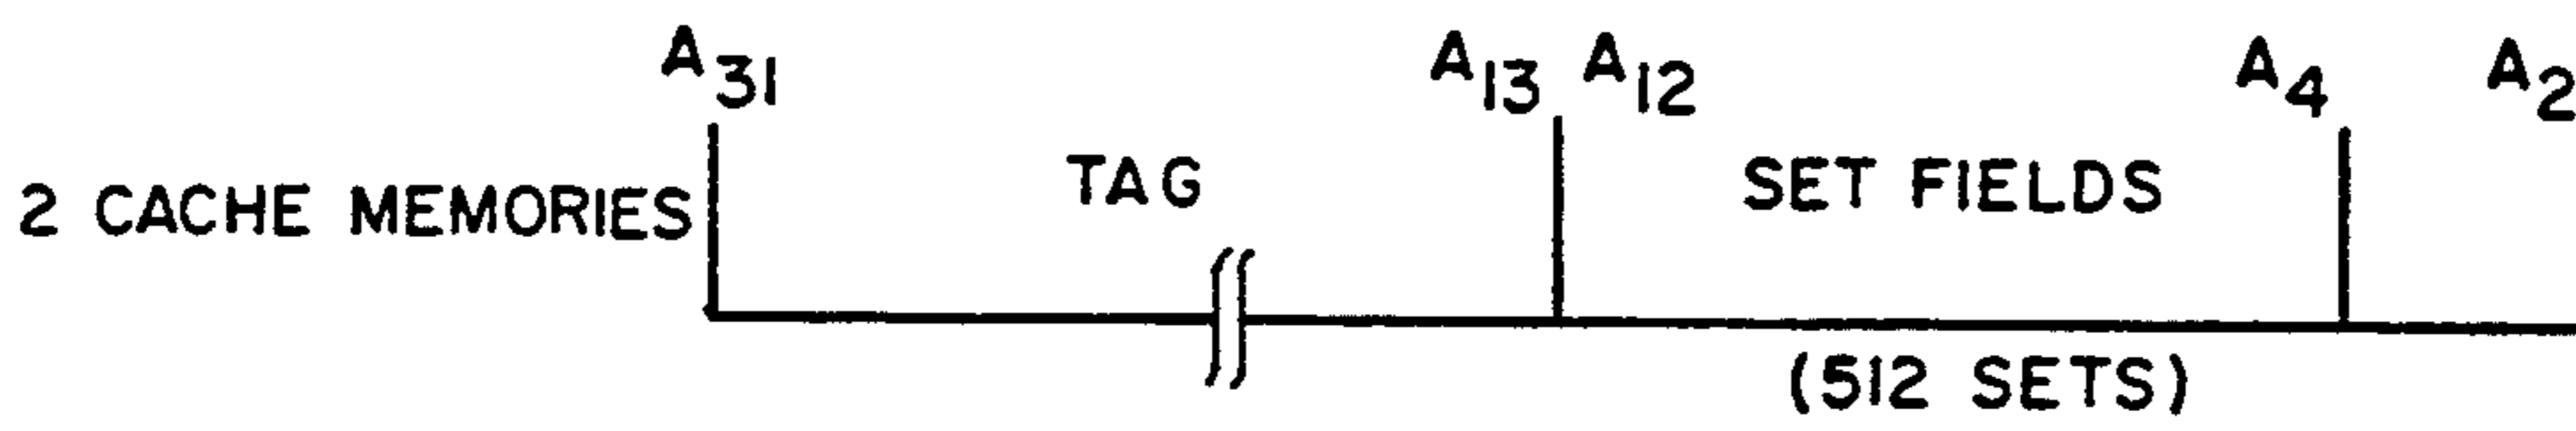 A31 A13 A12 A4 A2
TAG SET FIELDS
2 CACHE MEMORIES
(512 SETS)